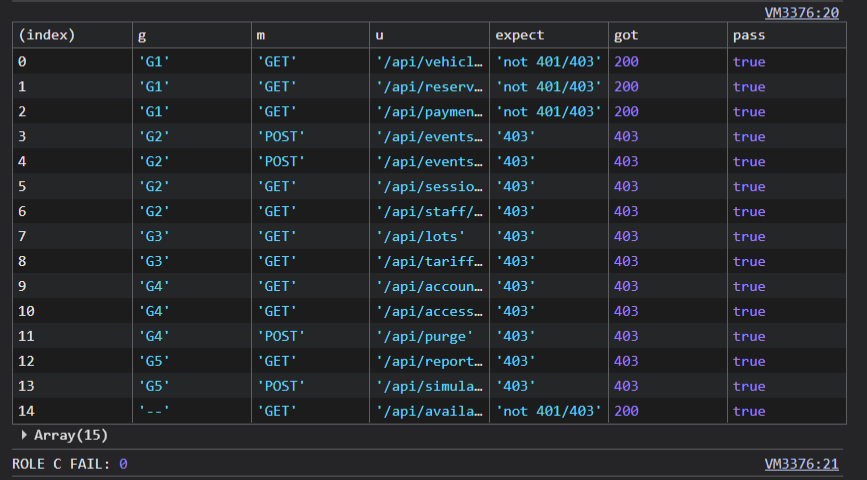 VM3376:20
(index) g m u expect got pass
0 'G1' 'GET' '/api/vehicl… 'not 401/403' 200 true
1 'G1' 'GET' '/api/reserv… 'not 401/403' 200 true
2 'G1' 'GET' '/api/paymen… 'not 401/403' 200 true
3 'G2' 'POST' '/api/events… '403' 403 true
4 'G2' 'POST' '/api/events… '403' 403 true
5 'G2' 'GET' '/api/sessio… '403' 403 true
6 'G2' 'GET' '/api/staff/… '403' 403 true
7 'G3' 'GET' '/api/lots' '403' 403 true
8 'G3' 'GET' '/api/tariff… '403' 403 true
9 'G4' 'GET' '/api/accoun… '403' 403 true
10 'G4' 'GET' '/api/access… '403' 403 true
11 'G4' 'POST' '/api/purge' '403' 403 true
12 'G5' 'GET' '/api/report… '403' 403 true
13 'G5' 'POST' '/api/simula… '403' 403 true
14 '--' 'GET' '/api/availa… 'not 401/403' 200 true
Array(15)
ROLE C FAIL: 0 VM3376:21